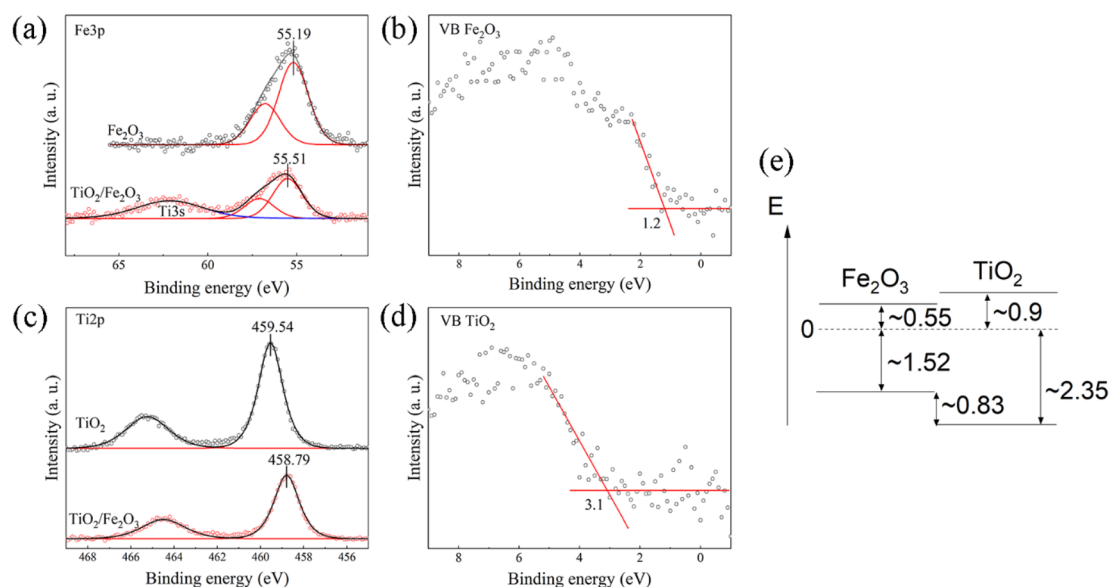 (a)
Fe3p
55.19
Fe₂O₃
55.51
TiO₂/Fe₂O₃
Ti3s
65 60 55
Binding energy (eV)
Intensity (a. u.)
(b)
VB Fe₂O₃
1.2
8 6 4 2 0
Binding energy (eV)
Intensity (a. u.)
(c)
Ti2p
459.54
TiO₂
458.79
TiO₂/Fe₂O₃
468 466 464 462 460 458 456
Binding energy (eV)
Intensity (a. u.)
(d)
VB TiO₂
3.1
8 6 4 2 0
Binding energy (eV)
Intensity (a. u.)
(e)
E
Fe₂O₃ TiO₂
~0.55 ~0.9
0
~1.52
~2.35
~0.83